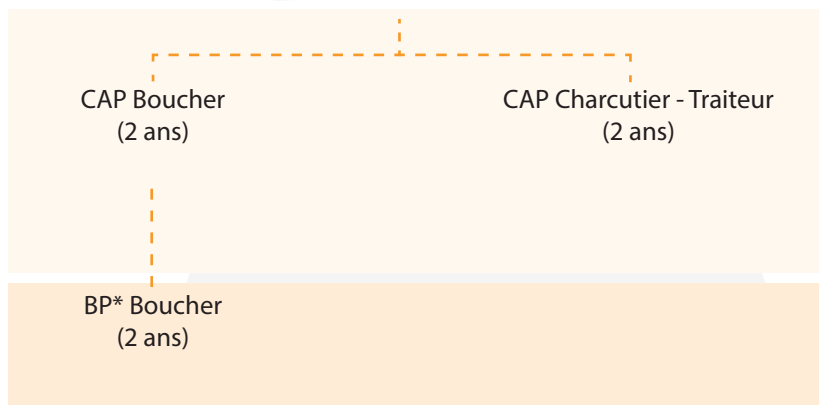 CAP Boucher
(2 ans)
CAP Charcutier - Traiteur
(2 ans)
BP* Boucher
(2 ans)